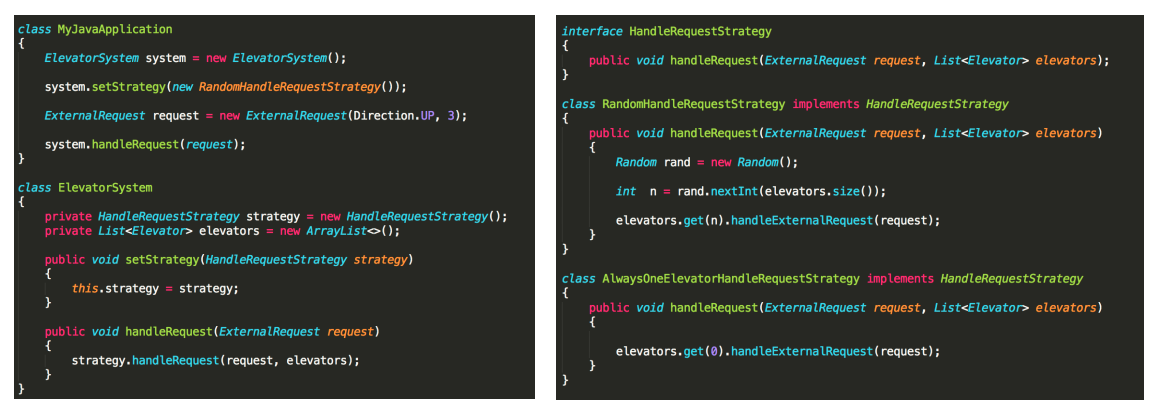 class MyJavaApplication
{
    ElevatorSystem system = new ElevatorSystem();

    system.setStrategy(new RandomHandleRequestStrategy());

    ExternalRequest request = new ExternalRequest(Direction.UP, 3);

    system.handleRequest(request);
}

class ElevatorSystem
{
    private HandleRequestStrategy strategy = new HandleRequestStrategy();
    private List<Elevator> elevators = new ArrayList<>();

    public void setStrategy(HandleRequestStrategy strategy)
    {
        this.strategy = strategy;
    }

    public void handleRequest(ExternalRequest request)
    {
        strategy.handleRequest(request, elevators);
    }
}

interface HandleRequestStrategy
{
    public void handleRequest(ExternalRequest request, List<Elevator> elevators);
}

class RandomHandleRequestStrategy implements HandleRequestStrategy
{
    public void handleRequest(ExternalRequest request, List<Elevator> elevators)
    {
        Random rand = new Random();

        int  n = rand.nextInt(elevators.size());

        elevators.get(n).handleExternalRequest(request);
    }
}

class AlwaysOneElevatorHandleRequestStrategy implements HandleRequestStrategy
{
    public void handleRequest(ExternalRequest request, List<Elevator> elevators)
    {

        elevators.get(0).handleExternalRequest(request);
    }
}